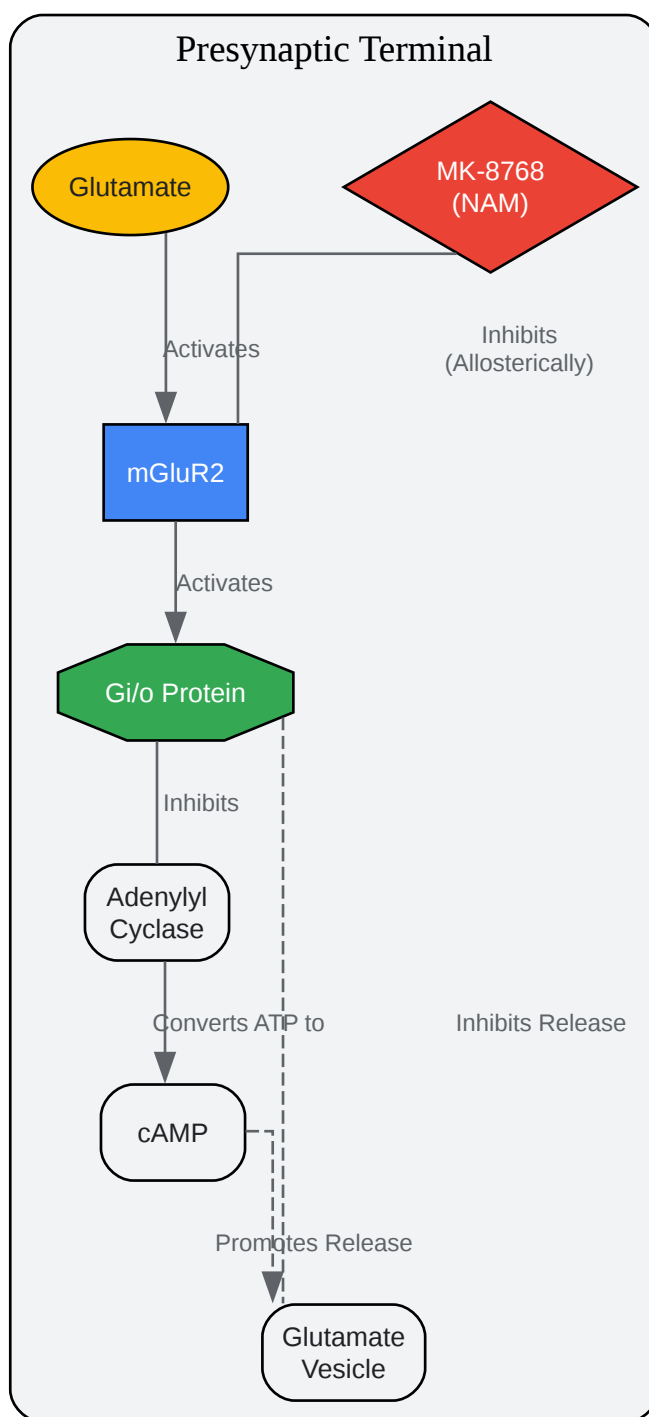 Presynaptic Terminal
Glutamate
MK-8768
(NAM)
Activates
Inhibits
(Allosterically)
mGluR2
Activates
Gi/o Protein
Inhibits
Adenylyl
Cyclase
Converts ATP to
Inhibits Release
cAMP
Promotes Release
Glutamate
Vesicle